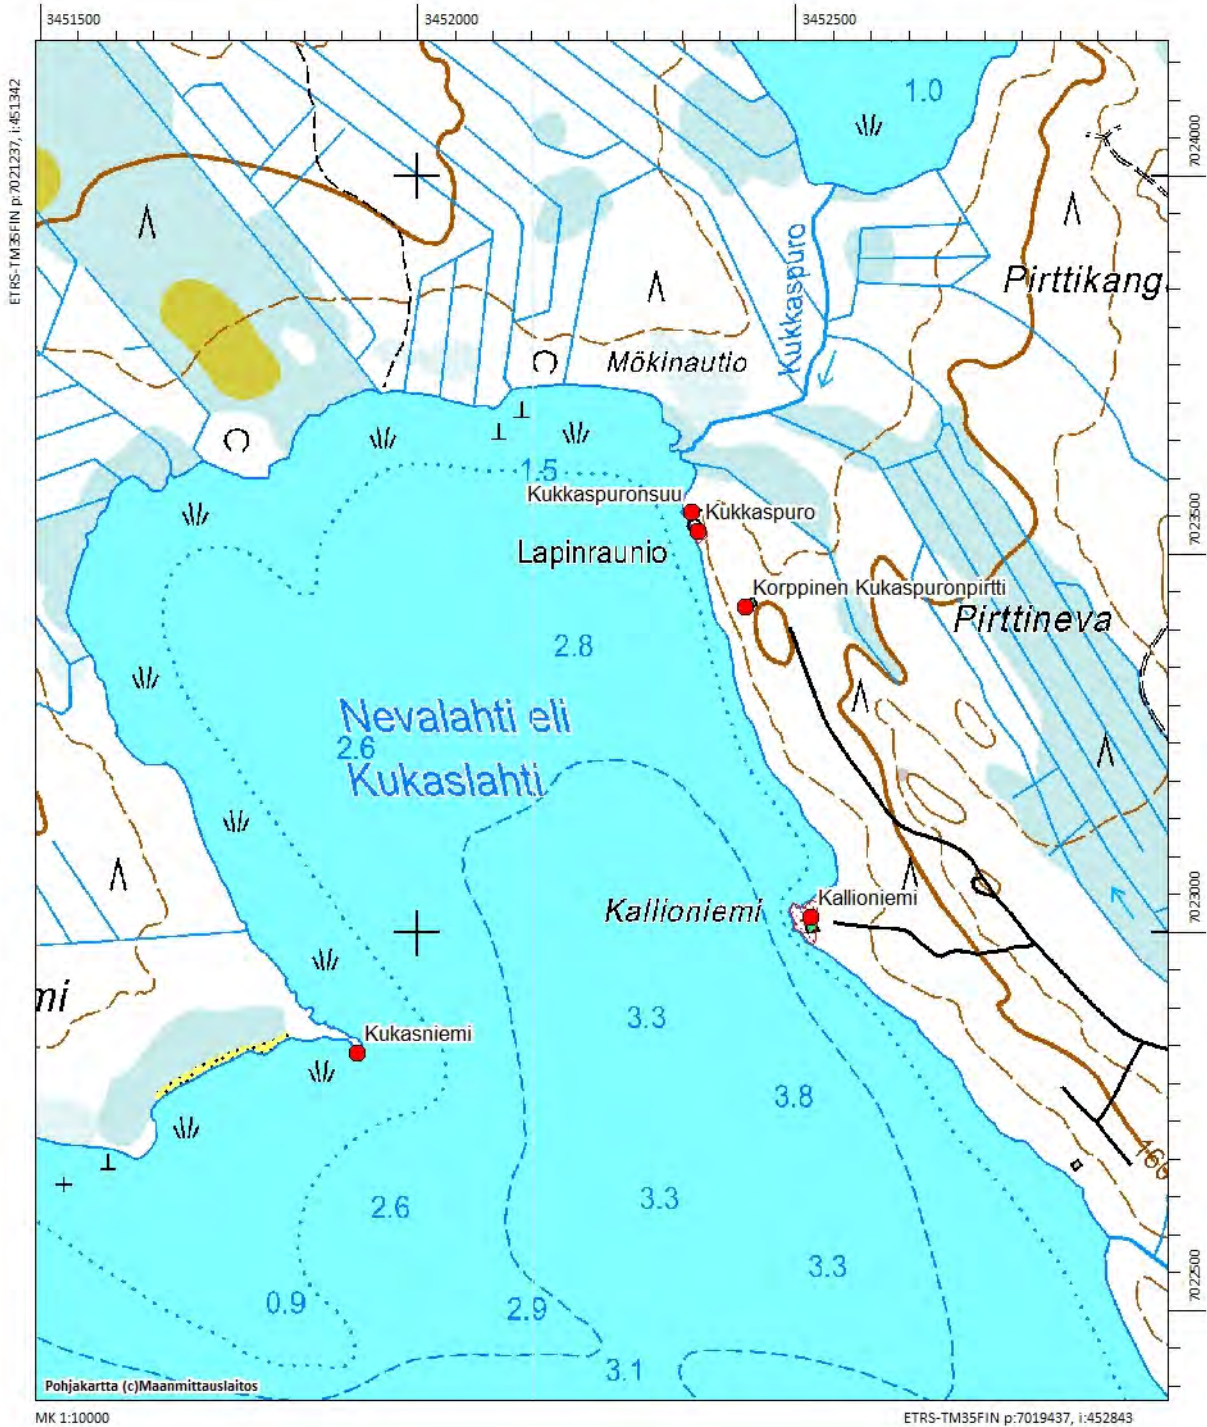 3451500
3452000
3452500
ETRS-TM35FIN p:7021237, i:451342
1.0
7024000
Kukkaspuro
Pirttikang
Mökinautio
1.5
Kukkaspuronsuu
Kukkaspuro
7023500
Lapinraunio
Korppinen Kukaspuronpirtti
Pirttineva
2.8
Nevalahti eli
2.6
Kukaslahti
Kallioniemi
Kallioniemi
7023000
mi
3.3
Kukasniemi
3.8
160
2.6
3.3
3.3
7022500
0.9
2.9
3.1
Pohjakartta (c)Maanmittauslaitos
MK 1:10000
ETRS-TM35FIN p:7019437, i:452843